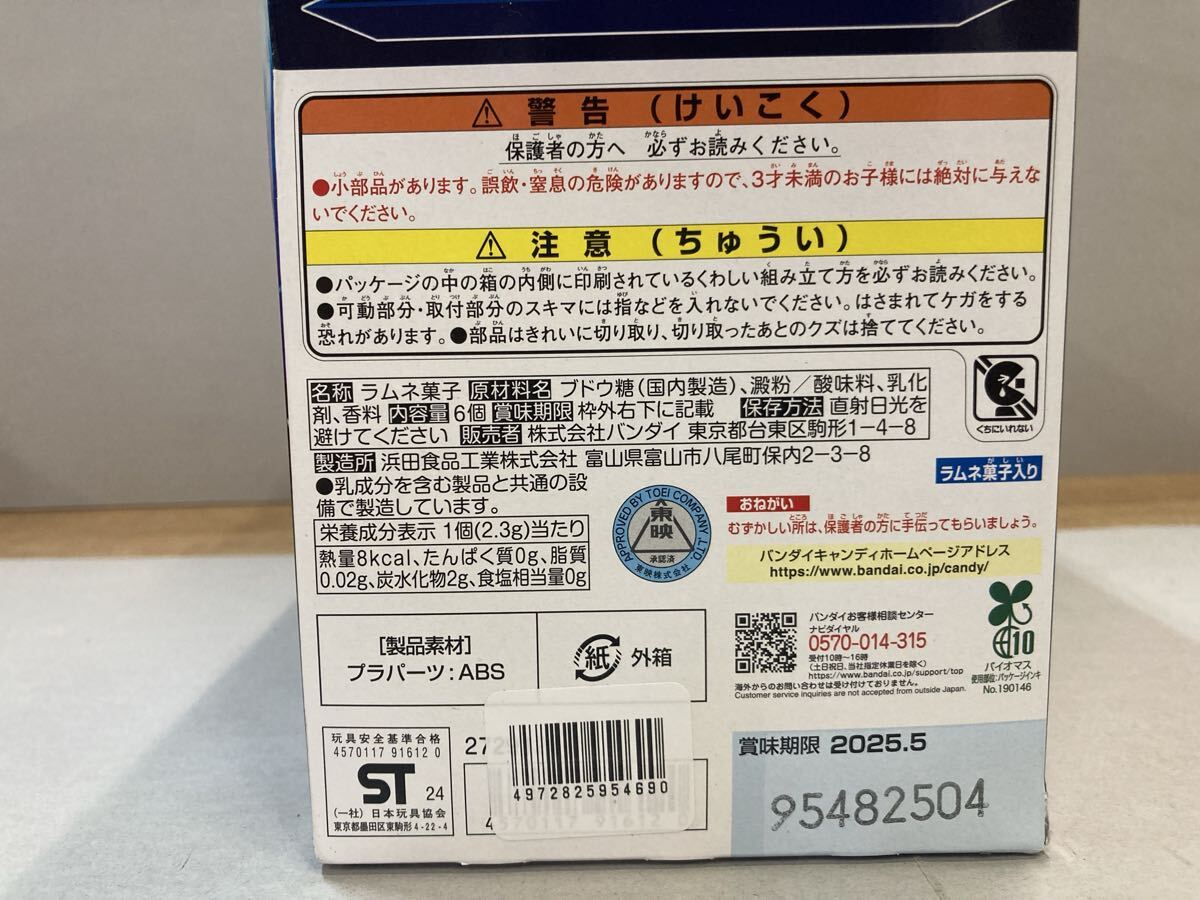 警告（けいこく）
保護者の方へ 必ずお読みください。
●小部品があります。誤飲・窒息の危険がありますので、3才未満のお子様には絶対に与えな
いでください。
注意（ちゅうい）
●パッケージの中の箱の内側に印刷されているくわしい組み立て方を必ずお読みください。
●可動部分・取付部分のスキマには指などを入れないでください。はさまれてケガをする
恐れがあります。●部品はきれいに切り取り、切り取ったあとのクズは捨ててください。
名称 ラムネ菓子 原材料名 ブドウ糖（国内製造）、澱粉／酸味料、乳化
剤、香料 内容量 6個 賞味期限 枠外右下に記載 保存方法 直射日光を
避けてください 販売者 株式会社バンダイ 東京都台東区駒形1-4-8
くちにいれない
製造所 浜田食品工業株式会社 富山県富山市八尾町保内2-3-8
ラムネ菓子入り
●乳成分を含む製品と共通の設
備で製造しています。
栄養成分表示 1個(2.3g)当たり
熱量8kcal、たんぱく質0g、脂質
0.02g、炭水化物2g、食塩相当量0g
APPROVED BY TOEI COMPANY,LTD.
東映
承認済
東映株式会社
おねがい
むずかしい所は、保護者の方に手伝ってもらいましょう。
バンダイキャンディホームページアドレス
https://www.bandai.co.jp/candy/
[製品素材]
プラパーツ:ABS
紙 外箱
バンダイお客様相談センター
ナビダイヤル
0570-014-315
受付10時〜16時
(土日祝日、当社指定休業日を除く)
https://www.bandai.co.jp/support/top
海外からのお問い合わせは受け付けておりません。
Customer service inquiries are not accepted from outside Japan.
10
バイオマス
使用部位:パッケージインキ
No.190146
玩具安全基準合格
4570117 91612 0
ST 24
(一社) 日本玩具協会
東京都墨田区東駒形4-22-4
4972825954690
賞味期限 2025.5
95482504